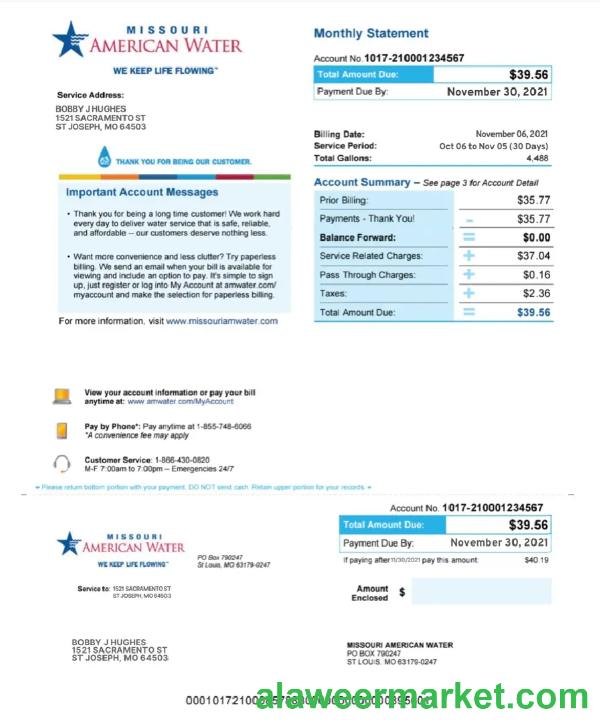 MISSOURI
AMERICAN WATER
WE KEEP LIFE FLOWING™
Service Address:
BOBBY J HUGHES
1521 SACRAMENTO ST
ST JOSEPH, MO 64503
THANK YOU FOR BEING OUR CUSTOMER.
Important Account Messages
• Thank you for being a long time customer! We work hard
every day to deliver water service that is safe, reliable,
and affordable – our customers deserve nothing less.
• Want more convenience and less clutter? Try paperless
billing. We send an email when your bill is available for
viewing and include an option to pay. It's simple to sign
up, just register or log into My Account at amwater.com/
myaccount and make the selection for paperless billing.
For more information, visit www.missouriamwater.com
Monthly Statement
Account No. 1017-210001234567
Total Amount Due: $39.56
Payment Due By: November 30, 2021
Billing Date: November 06, 2021
Service Period: Oct 06 to Nov 05 (30 Days)
Total Gallons: 4,488
Account Summary – See page 3 for Account Detail
Prior Billing: $35.77
Payments - Thank You! - $35.77
Balance Forward: = $0.00
Service Related Charges: + $37.04
Pass Through Charges: + $0.16
Taxes: + $2.36
Total Amount Due: = $39.56
View your account information or pay your bill
anytime at: www.amwater.com/MyAccount
Pay by Phone*: Pay anytime at 1-855-748-6066
*A convenience fee may apply
Customer Service: 1-866-430-0820
M-F 7:00am to 7:00pm – Emergencies 24/7
Please return bottom portion with your payment. DO NOT send cash. Retain upper portion for your records.
MISSOURI
AMERICAN WATER
WE KEEP LIFE FLOWING™
PO Box 790247
St Louis, MO 63179-0247
Service to: 1521 SACRAMENTO ST
ST JOSEPH, MO 64503
Account No. 1017-210001234567
Total Amount Due: $39.56
Payment Due By: November 30, 2021
If paying after 11/30/2021 pay this amount: $40.19
Amount
Enclosed $
BOBBY J HUGHES
1521 SACRAMENTO ST
ST JOSEPH, MO 64503
MISSOURI AMERICAN WATER
PO BOX 790247
ST LOUIS. MO 63179-0247
alaweermarket.com